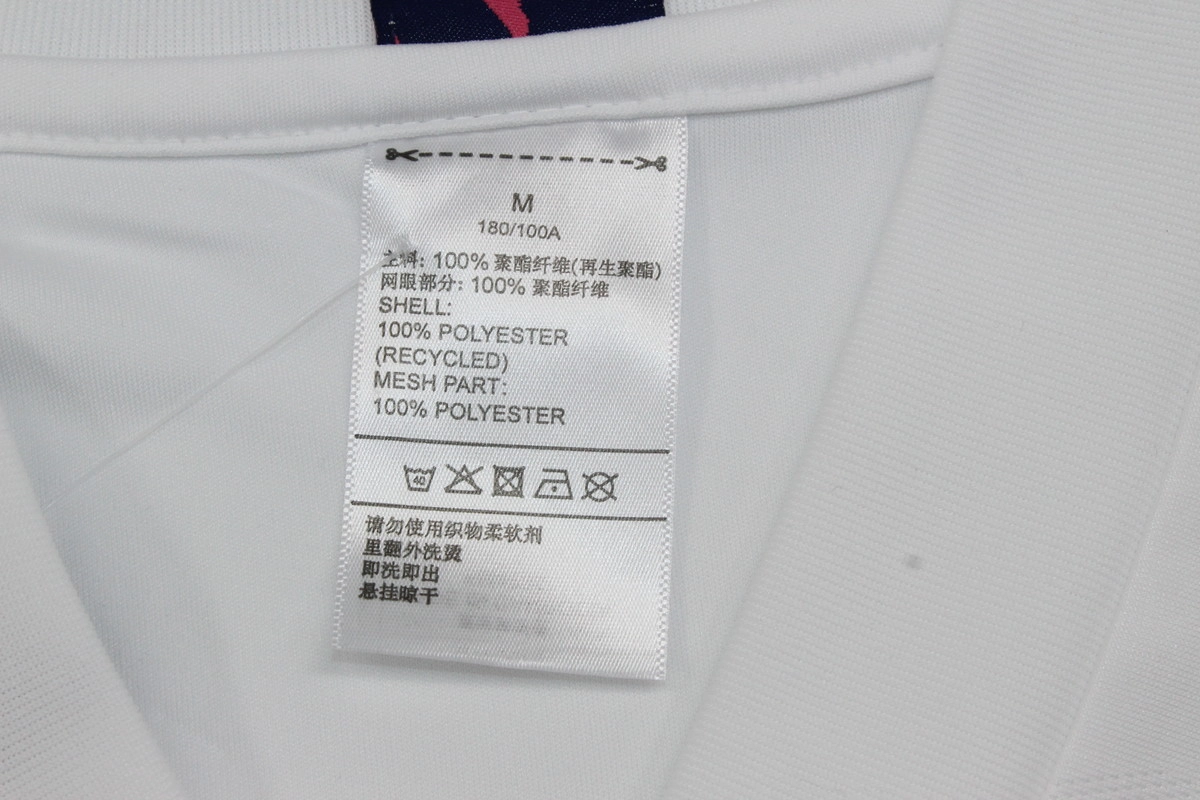 M
180/100A
主料: 100% 聚酯纤维(再生聚酯)
网眼部分: 100% 聚酯纤维
SHELL:
100% POLYESTER
(RECYCLED)
MESH PART:
100% POLYESTER
40
请勿使用织物柔软剂
里翻外洗烫
即洗即出
悬挂晾干